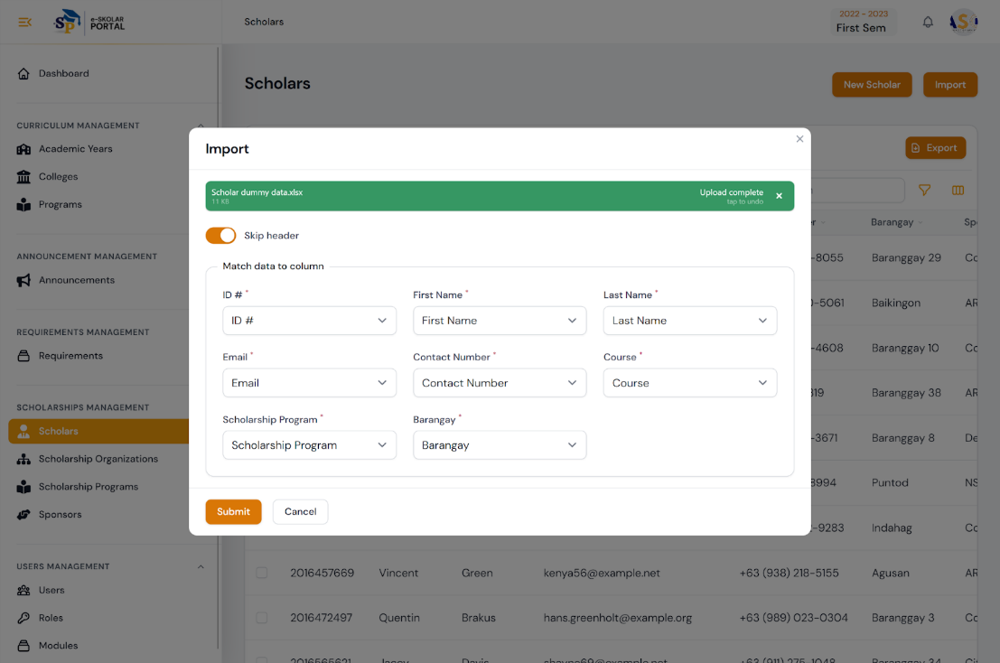 e-SKOLAR
PORTAL
SP
Scholars
2022 - 2023
First Sem
S
Dashboard
CURRICULUM MANAGEMENT
Academic Years
Colleges
Programs
ANNOUNCEMENT MANAGEMENT
Announcements
REQUIREMENTS MANAGEMENT
Requirements
SCHOLARSHIPS MANAGEMENT
Scholars
Scholarship Organizations
Scholarship Programs
Sponsors
USERS MANAGEMENT
Users
Roles
Modules
Scholars
New Scholar
Import
Export
Import
Scholar dummy data.xlsx
11 KB
Upload complete
tap to undo
Skip header
Match data to column
ID # *
First Name *
Last Name *
ID #
First Name
Last Name
Email *
Contact Number *
Course *
Email
Contact Number
Course
Scholarship Program *
Barangay *
Scholarship Program
Barangay
Submit
Cancel
r Barangay Sp
-8055 Baranggay 29 Co
0-5061 Baikingon AR
-4608 Baranggay 10 Co
319 Baranggay 38 AR
-3671 Baranggay 8 De
8994 Puntod NS
-9283 Indahag Co
2016457669 Vincent Green kenya56@example.net +63 (938) 218-5155 Agusan AR
2016472497 Quentin Brakus hans.greenholt@example.org +63 (989) 023-0304 Baranggay 3 Co